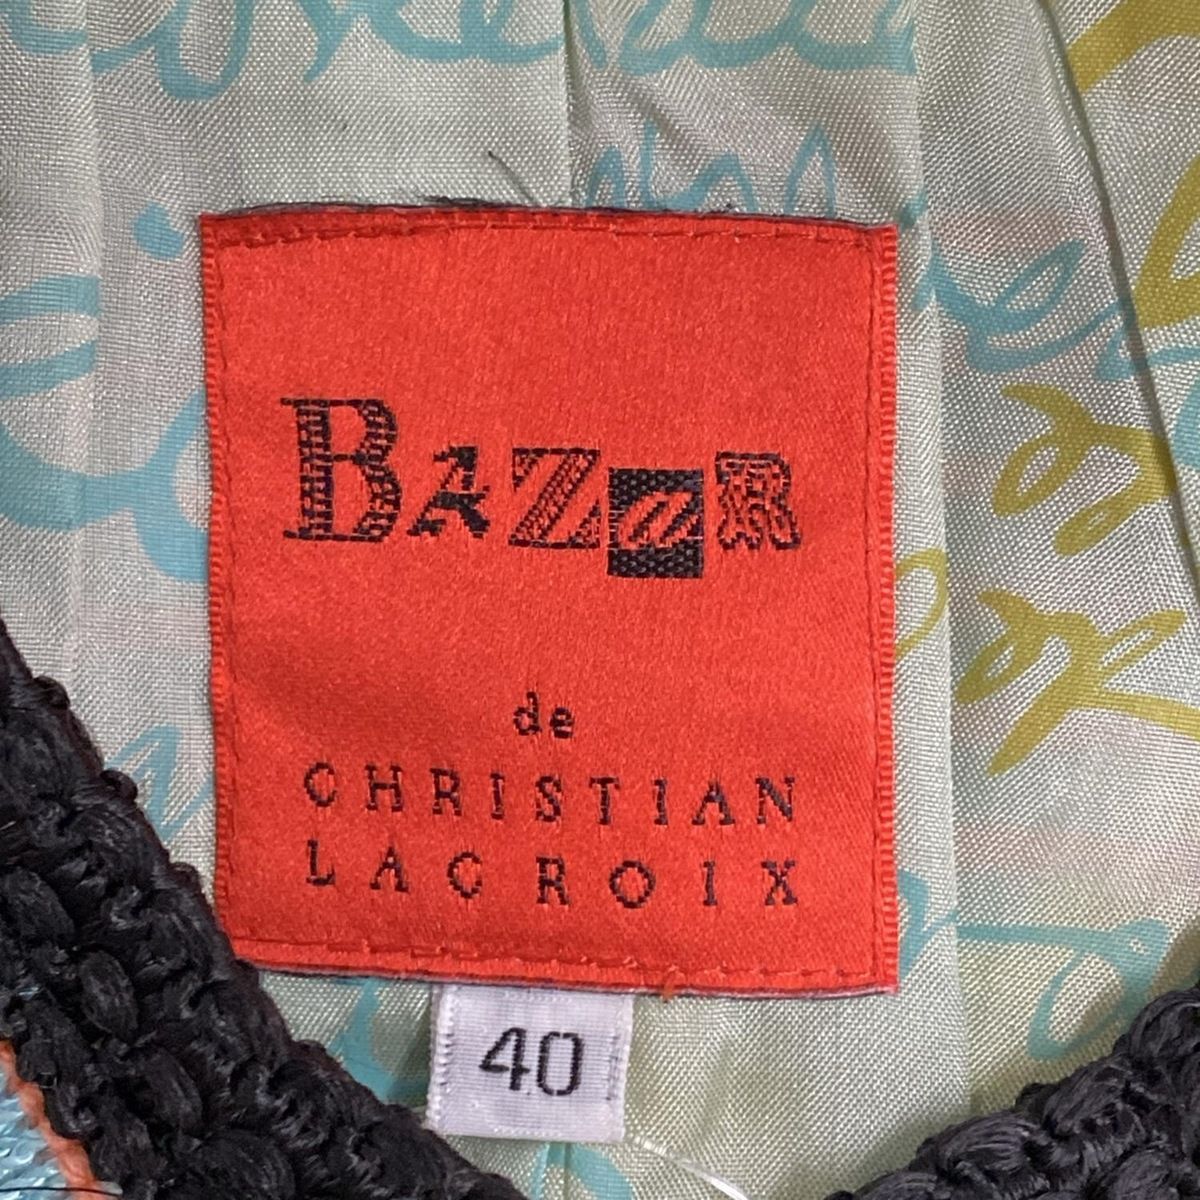 BAZaR
de
CHRISTIAN
LACROIX
40